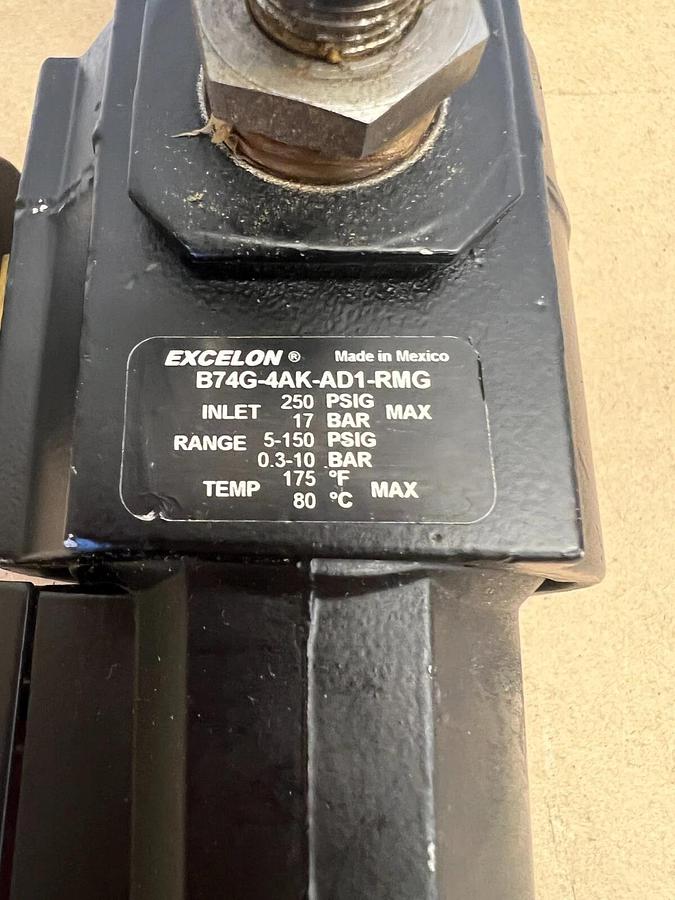 EXCELON ® Made in Mexico
B74G-4AK-AD1-RMG
INLET 250 PSIG MAX
17 BAR
RANGE 5-150 PSIG
0.3-10 BAR
TEMP 175 °F MAX
80 °C